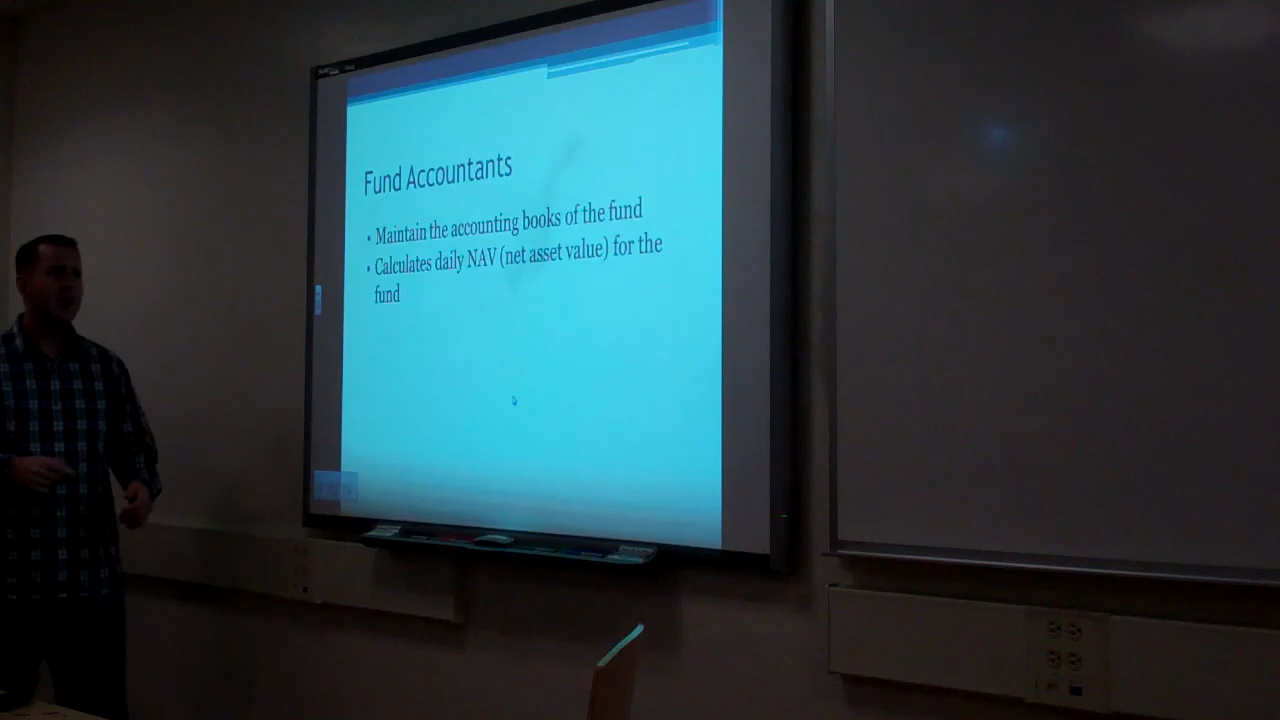 Fund Accountants
• Maintain the accounting books of the fund
• Calculates daily NAV (net asset value) for the
fund